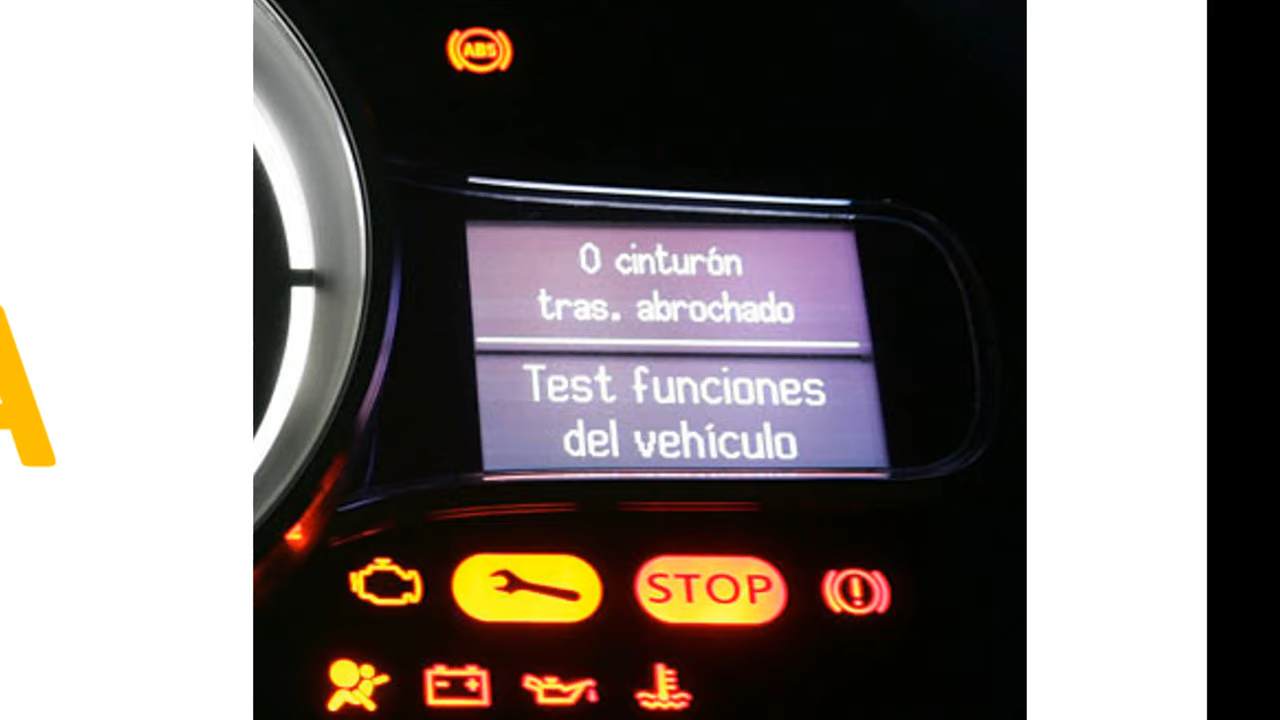 A
ABS
0 cinturón
tras. abrochado
Test funciones
del vehículo
STOP